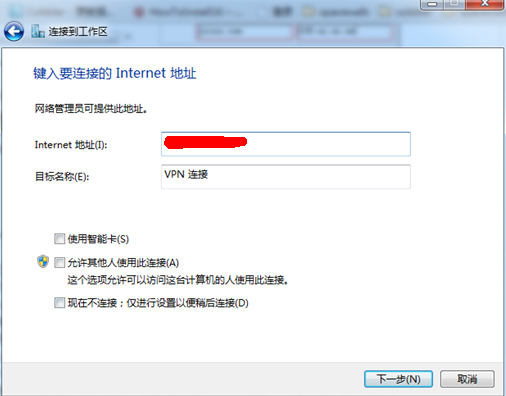 连接到工作区
键入要连接的 Internet 地址
网络管理员可提供此地址。
Internet 地址(I):
目标名称(E):
VPN 连接
使用智能卡(S)
允许其他人使用此连接(A)
这个选项允许可以访问这台计算机的人使用此连接。
现在不连接；仅进行设置以便稍后连接(D)
下一步(N)
取消